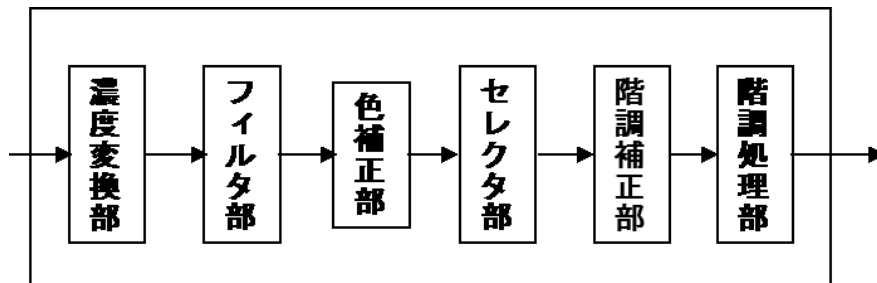 濃度変換部
フィルタ部
色補正部
セレクタ部
階調補正部
階調処理部